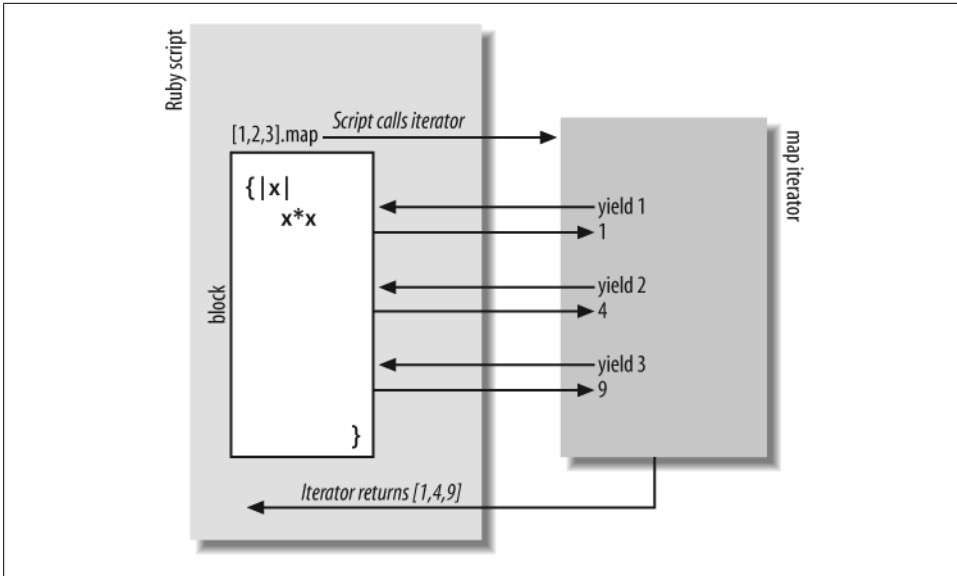 Ruby script
[1,2,3].map
Script calls iterator
map iterator
{|x|
x*x
yield 1
1
block
yield 2
4
yield 3
9
}
Iterator returns [1,4,9]